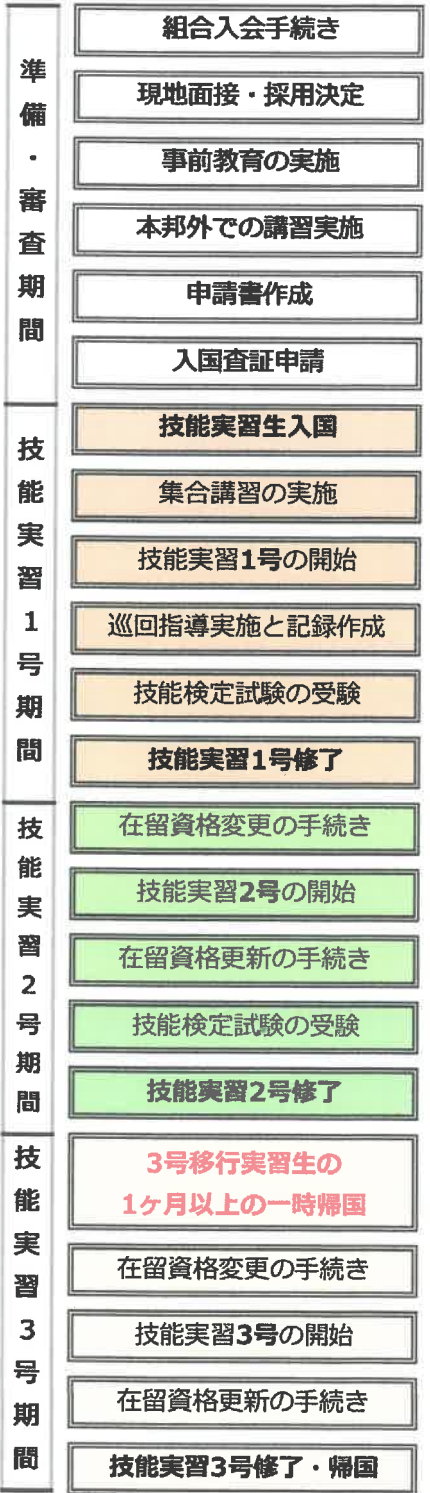 準備・審査期間
組合入会手続き
現地面接・採用決定
事前教育の実施
本邦外での講習実施
申請書作成
入国査証申請
技能実習1号期間
技能実習生入国
集合講習の実施
技能実習1号の開始
巡回指導実施と記録作成
技能検定試験の受験
技能実習1号修了
技能実習2号期間
在留資格変更の手続き
技能実習2号の開始
在留資格更新の手続き
技能検定試験の受験
技能実習2号修了
技能実習3号期間
3号移行実習生の
1ヶ月以上の一時帰国
在留資格変更の手続き
技能実習3号の開始
在留資格更新の手続き
技能実習3号修了・帰国